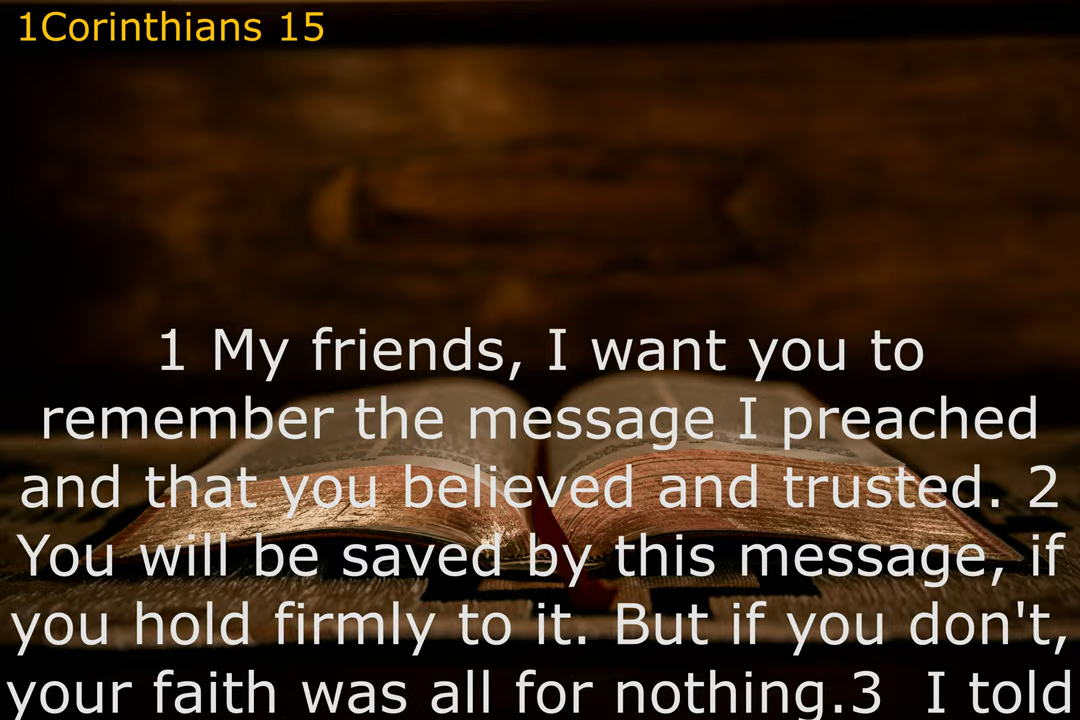 1Corinthians 15
1 My friends, I want you to
remember the message I preached
and that you believed and trusted. 2
You will be saved by this message, if
you hold firmly to it. But if you don't,
your faith was all for nothing.3  I told